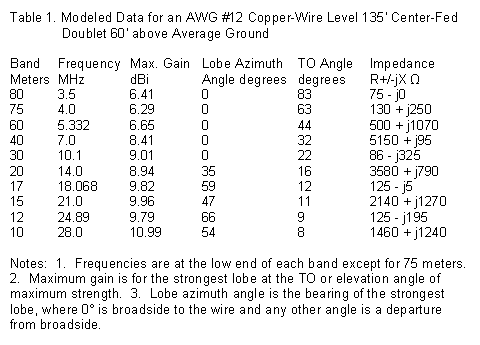 Table 1. Modeled Data for an AWG #12 Copper-Wire Level 135' Center-Fed
Doublet 60' above Average Ground
Band Frequency Max. Gain Lobe Azimuth TO Angle Impedance
Meters MHz dBi Angle degrees degrees R+/-jX Ω
80 3.5 6.41 0 83 75 - j0
75 4.0 6.29 0 63 130 + j250
60 5.332 6.65 0 44 500 + j1070
40 7.0 8.41 0 32 5150 + j95
30 10.1 9.01 0 22 86 - j325
20 14.0 8.94 35 16 3580 + j790
17 18.068 9.82 59 12 125 - j5
15 21.0 9.96 47 11 2140 + j1270
12 24.89 9.79 66 9 125 - j195
10 28.0 10.99 54 8 1460 + j1240
Notes: 1. Frequencies are at the low end of each band except for 75 meters.
2. Maximum gain is for the strongest lobe at the TO or elevation angle of
maximum strength. 3. Lobe azimuth angle is the bearing of the strongest
lobe, where 0° is broadside to the wire and any other angle is a departure
from broadside.